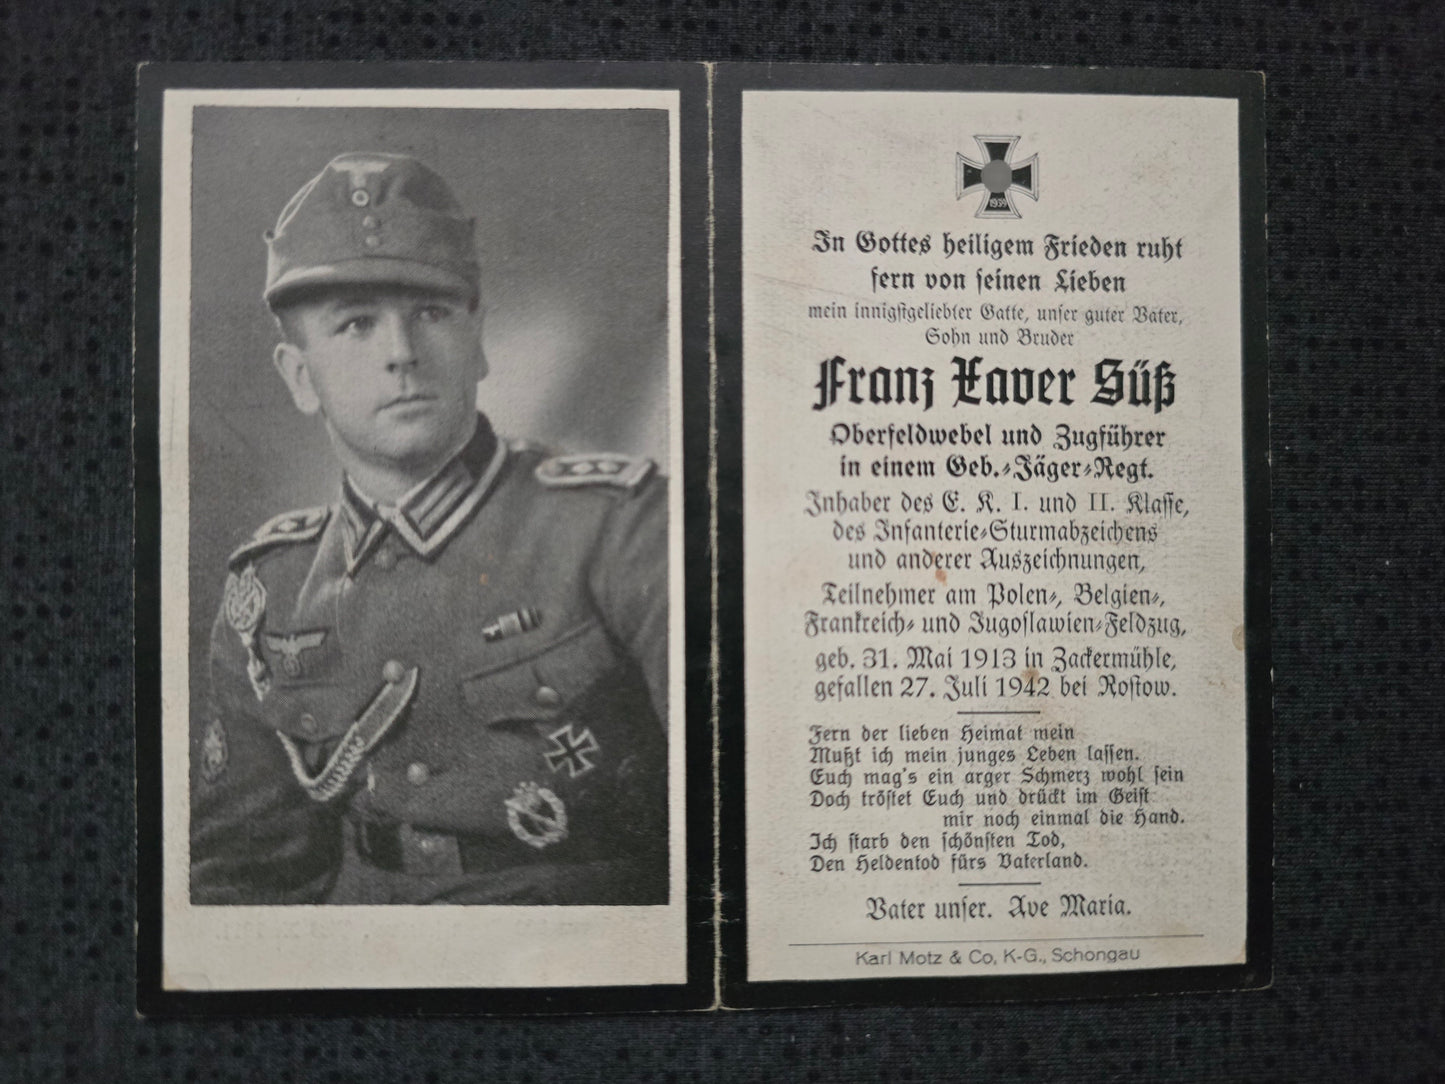 1939
In Gottes heiligem Frieden ruht
fern von seinen Lieben
mein innigstgeliebter Gatte, unser guter Vater,
Sohn und Bruder
Franz Xaver Süß
Oberfeldwebel und Zugführer
in einem Geb.-Jäger-Regt.
Inhaber des E. K. I. und II. Klasse,
des Infanterie-Sturmabzeichens
und anderer Auszeichnungen,
Teilnehmer am Polen-, Belgien-,
Frankreich- und Jugoslawien-Feldzug,
geb. 31. Mai 1913 in Zackermühle,
gefallen 27. Juli 1942 bei Rostow.
Fern der lieben Heimat mein
Mußt ich mein junges Leben lassen.
Euch mag's ein arger Schmerz wohl sein
Doch tröstet Euch und drückt im Geist
mir noch einmal die Hand.
Ich starb den schönsten Tod,
Den Heldentod fürs Vaterland.
Vater unser. Ave Maria.
Karl Motz & Co, K-G., Schongau